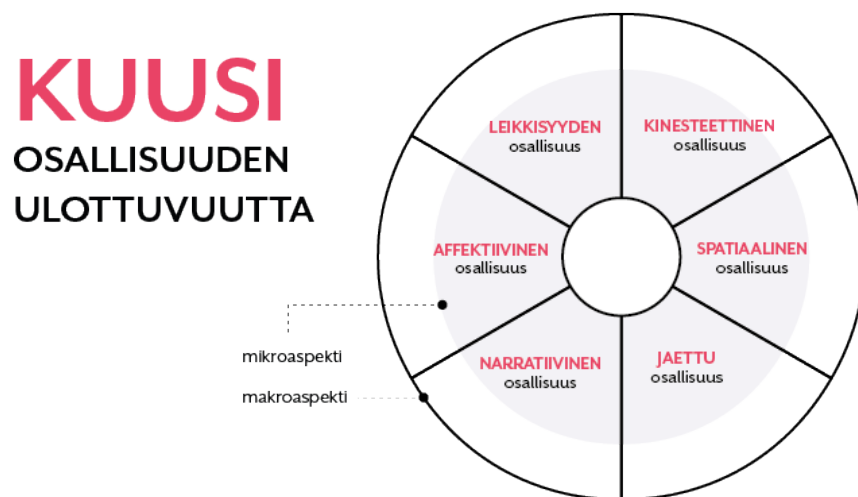 KUUSI
OSALLISUUDEN
ULOTTUVUUTTA
LEIKKISYYDEN
osallisuus
KINESTEETTINEN
osallisuus
AFFEKTIIVINEN
osallisuus
SPATIAALINEN
osallisuus
NARRATIIVINEN
osallisuus
JAETTU
osallisuus
mikroaspekti
makroaspekti